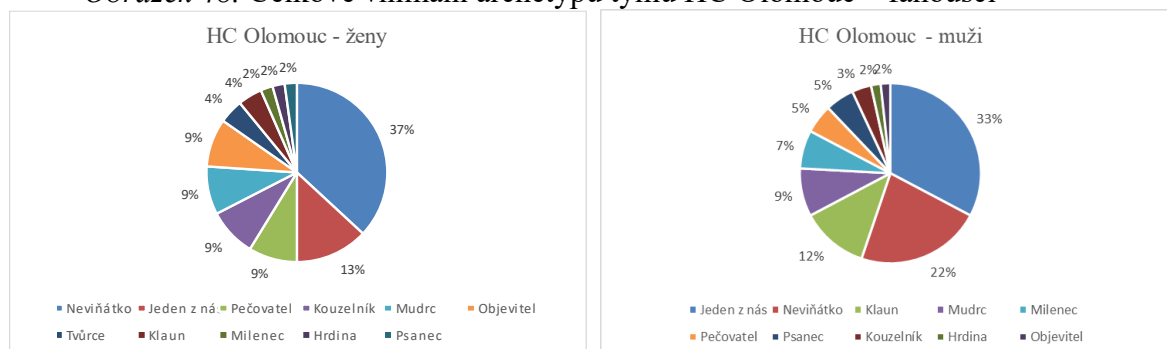 HC Olomouc - ženy
2% 2% 2%
4%
4%
9%
9%
9%
9%
13%
37%
Neviňátko Jeden z nás Pečovatel Kouzelník Mudrc Objevitel
Tvůrce Klaun Milenec Hrdina Psanec
HC Olomouc - muži
2% 2%
3%
5%
5%
7%
9%
12%
22%
33%
Jeden z nás Neviňátko Klaun Mudrc Milenec
Pečovatel Psanec Kouzelník Hrdina Objevitel